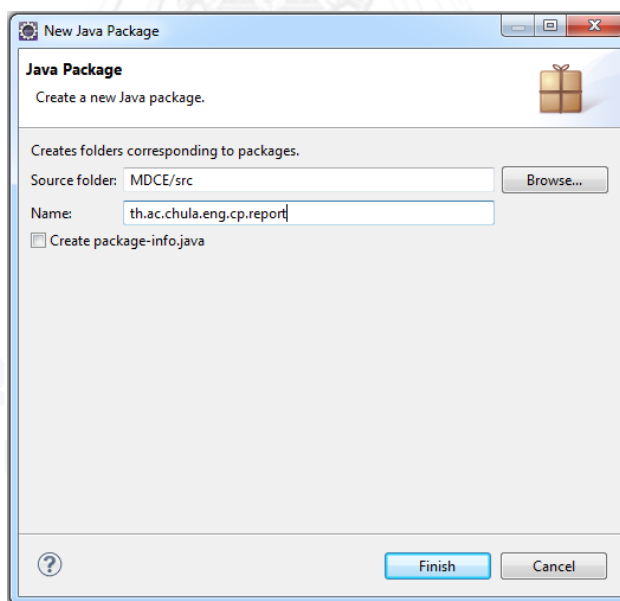 New Java Package
Java Package
Create a new Java package.
Creates folders corresponding to packages.
Source folder: MDCE/src Browse...
Name: th.ac.chula.eng.cp.report
Create package-info.java
? Finish Cancel